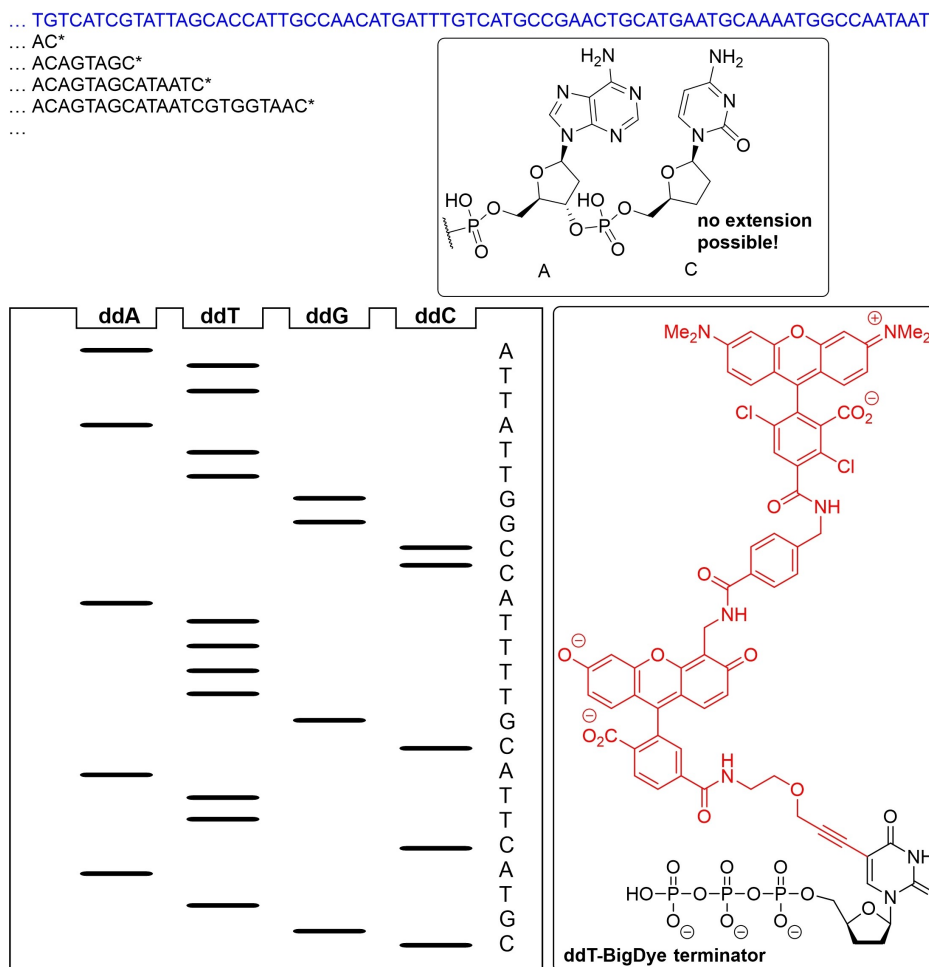 ... TGTCATCGTATTAGCACCATTGCCAACATGATTTGTCATGCCGAACTGCATGAATGCAAAATGGCCAATAAT
... AC*
... ACAGTAGC*
... ACAGTAGCATAATC*
... ACAGTAGCATAATCGTGGTAAC*
...
H₂N
NH₂
N
N
N
N
N
N
O
O
O
HO
P
O
O
O
HO
P
O
O
no extension
possible!
A
C
ddA ddT ddG ddC
A
T
T
A
T
T
G
G
C
C
A
T
T
T
T
G
C
A
T
T
C
A
T
G
C
Me₂N
O
⊕
NMe₂
Cl
CO₂
⊖
Cl
O
NH
O
NH
⊖
O
O
O
⊖
O₂C
H
N
O
O
O
NH
N
O
O
O
HO
P
O
P
O
P
O
O⊖
O⊖
O⊖
O
ddT-BigDye terminator